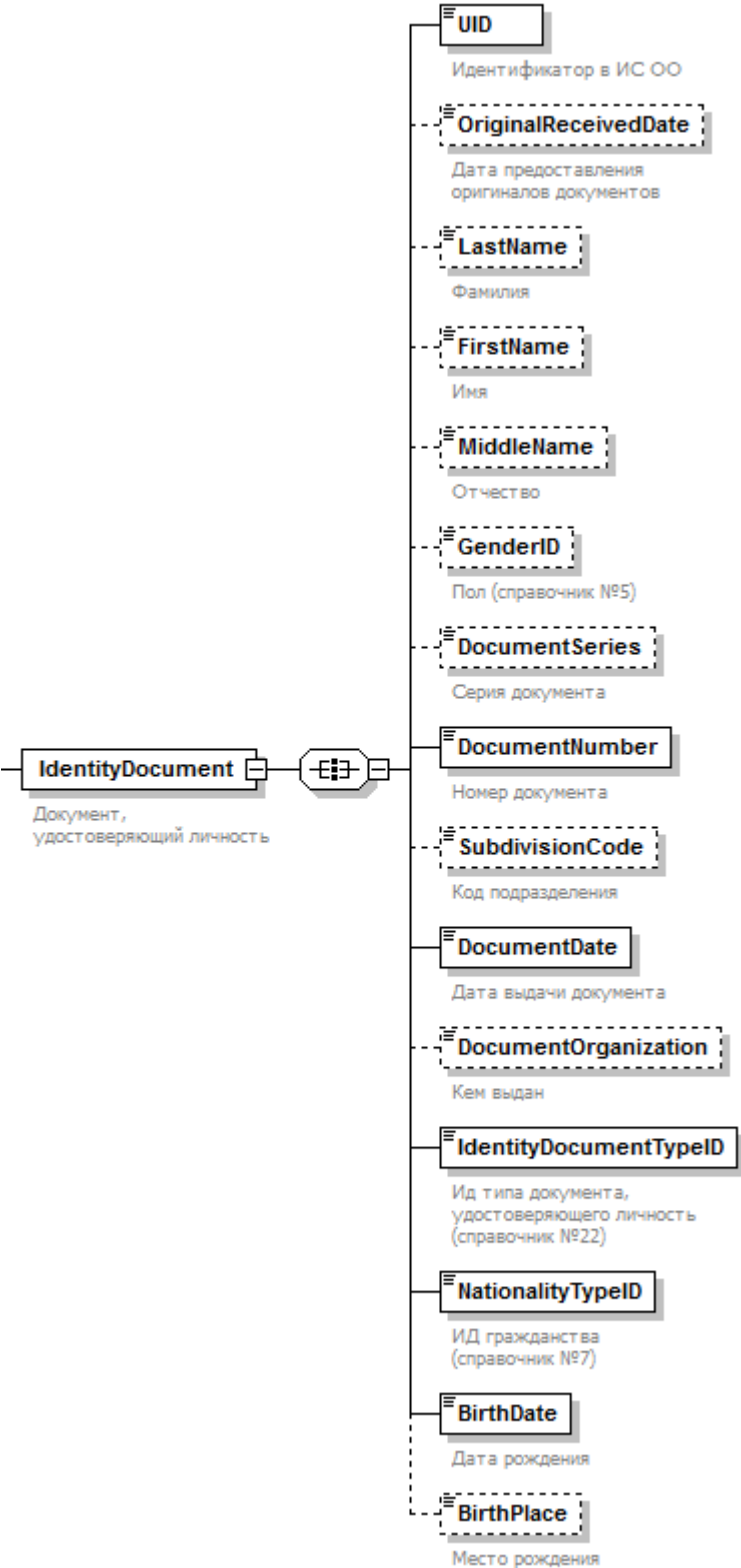 UID
Идентификатор в ИС ОО
OriginalReceivedDate
Дата предоставления
оригиналов документов
LastName
Фамилия
FirstName
Имя
MiddleName
Отчество
GenderID
Пол (справочник №5)
DocumentSeries
Серия документа
IdentityDocument
Документ,
удостоверяющий личность
DocumentNumber
Номер документа
SubdivisionCode
Код подразделения
DocumentDate
Дата выдачи документа
DocumentOrganization
Кем выдан
IdentityDocumentTypeID
Ид типа документа,
удостоверяющего личность
(справочник №22)
NationalityTypeID
ИД гражданства
(справочник №7)
BirthDate
Дата рождения
BirthPlace
Место рождения